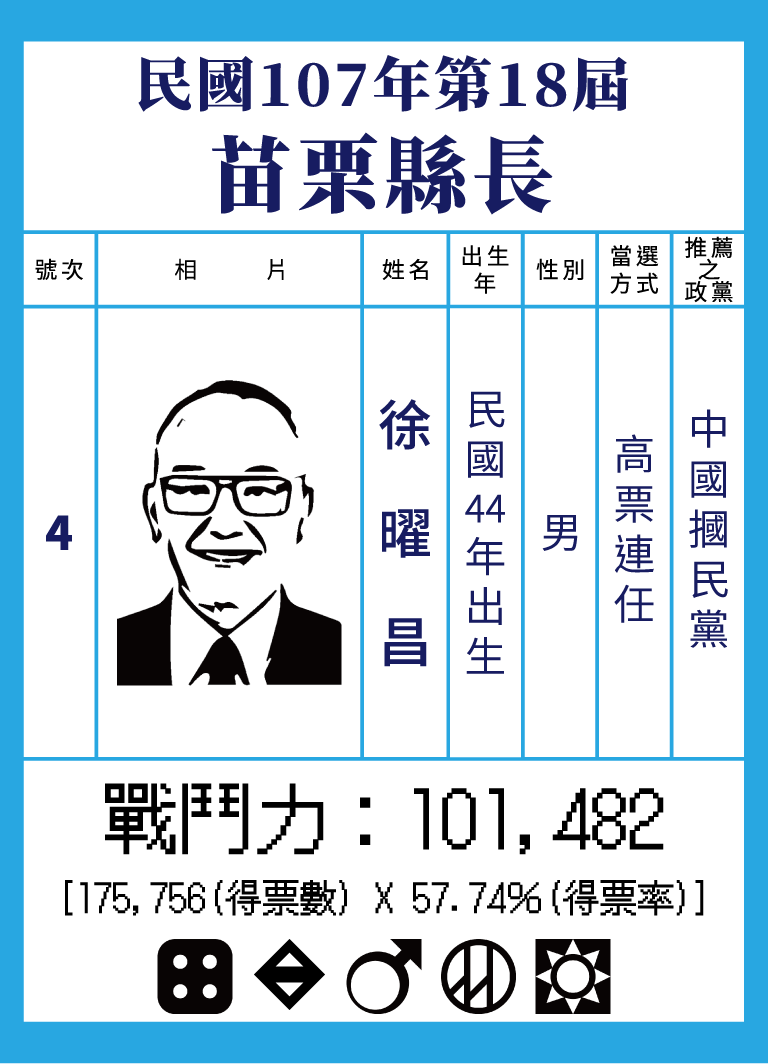 民國107年第18屆
苗栗縣長
號次
相 片
姓名
出生年
性別
當選方式
推薦之政黨
4
徐曜昌
民國44年出生
男
高票連任
中國摑民黨
戰鬥力：101,482
[175,756(得票數) X 57.74%(得票率)]